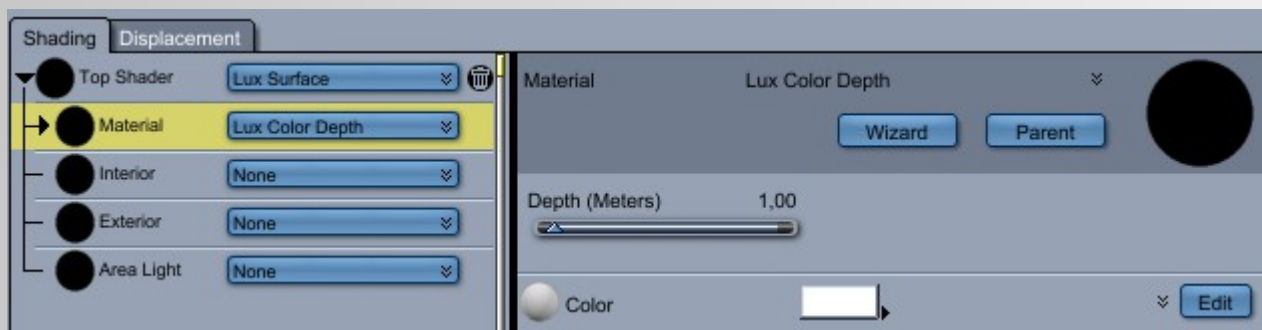 Shading Displacement
Top Shader Lux Surface
Material Lux Color Depth
Interior None
Exterior None
Area Light None
Material Lux Color Depth
Wizard Parent
Depth (Meters) 1,00
Color Edit